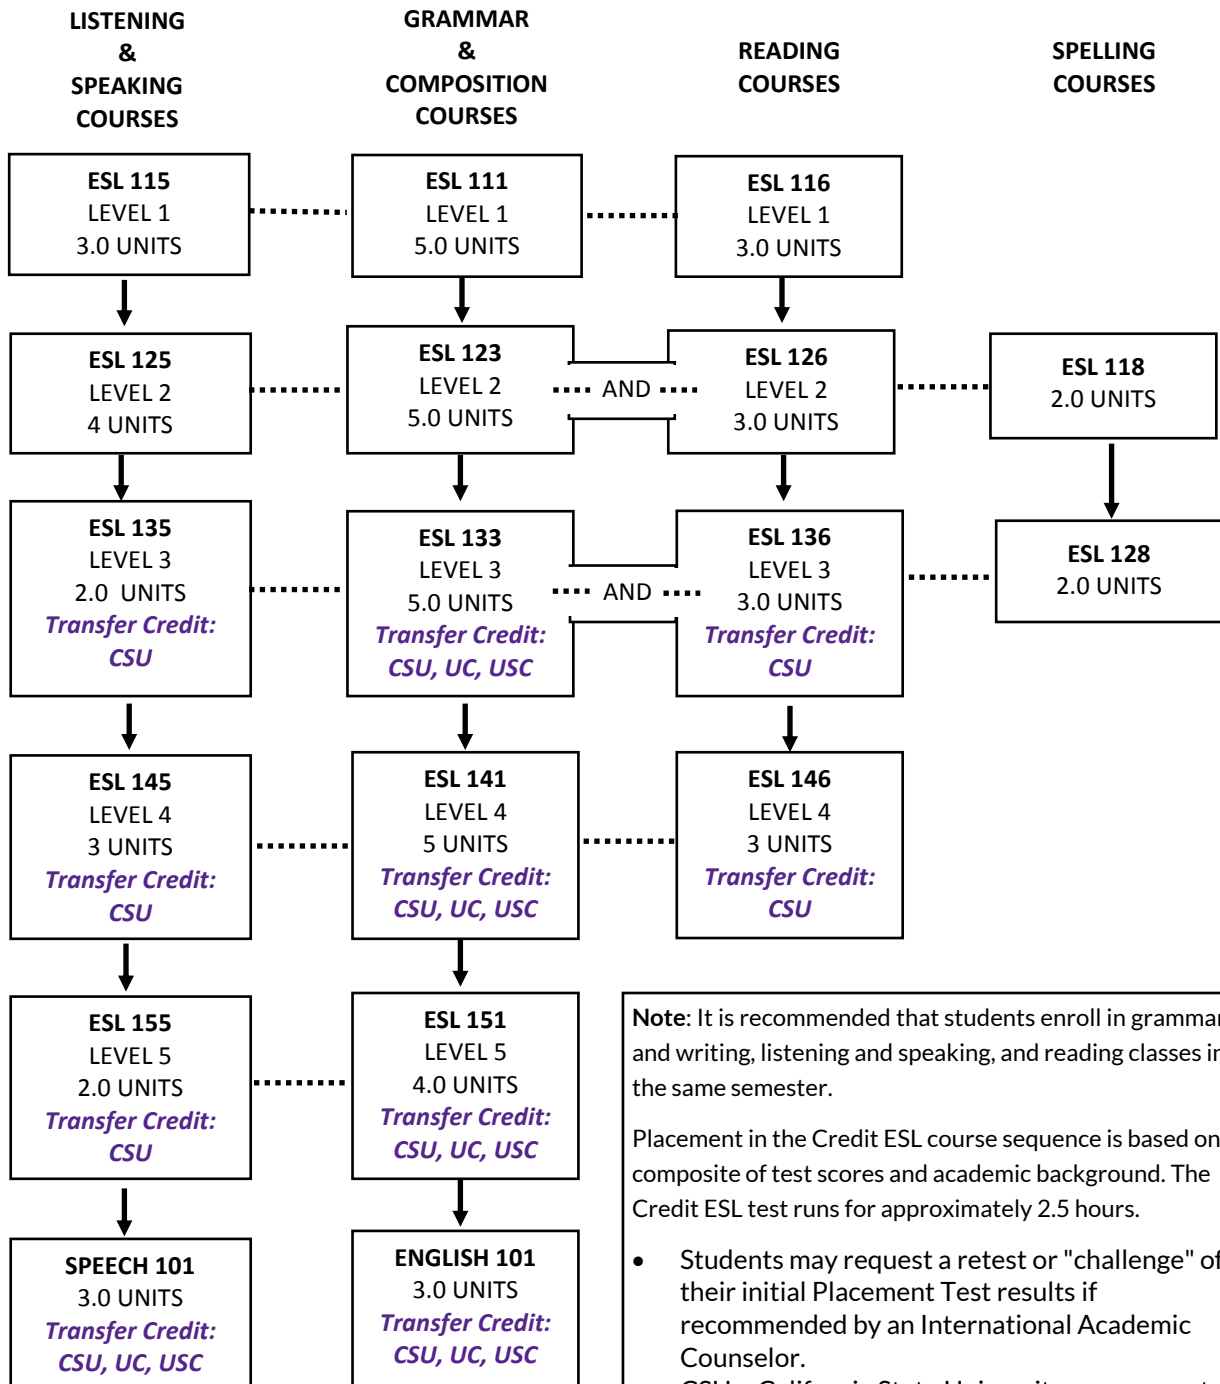 LISTENING
&
SPEAKING
COURSES
GRAMMAR
&
COMPOSITION
COURSES
READING
COURSES
SPELLING
COURSES
ESL 115
LEVEL 1
3.0 UNITS
ESL 111
LEVEL 1
5.0 UNITS
ESL 116
LEVEL 1
3.0 UNITS
ESL 125
LEVEL 2
4 UNITS
ESL 123
LEVEL 2
5.0 UNITS
AND
ESL 126
LEVEL 2
3.0 UNITS
ESL 118
2.0 UNITS
ESL 135
LEVEL 3
2.0 UNITS
Transfer Credit:
CSU
ESL 133
LEVEL 3
5.0 UNITS
Transfer Credit:
CSU, UC, USC
AND
ESL 136
LEVEL 3
3.0 UNITS
Transfer Credit:
CSU
ESL 128
2.0 UNITS
ESL 145
LEVEL 4
3 UNITS
Transfer Credit:
CSU
ESL 141
LEVEL 4
5 UNITS
Transfer Credit:
CSU, UC, USC
ESL 146
LEVEL 4
3 UNITS
Transfer Credit:
CSU
ESL 155
LEVEL 5
2.0 UNITS
Transfer Credit:
CSU
ESL 151
LEVEL 5
4.0 UNITS
Transfer Credit:
CSU, UC, USC
SPEECH 101
3.0 UNITS
Transfer Credit:
CSU, UC, USC
ENGLISH 101
3.0 UNITS
Transfer Credit:
CSU, UC, USC
Note: It is recommended that students enroll in grammar
and writing, listening and speaking, and reading classes in
the same semester.
Placement in the Credit ESL course sequence is based on
composite of test scores and academic background. The
Credit ESL test runs for approximately 2.5 hours.
• Students may request a retest or "challenge" of
their initial Placement Test results if
recommended by an International Academic
Counselor.